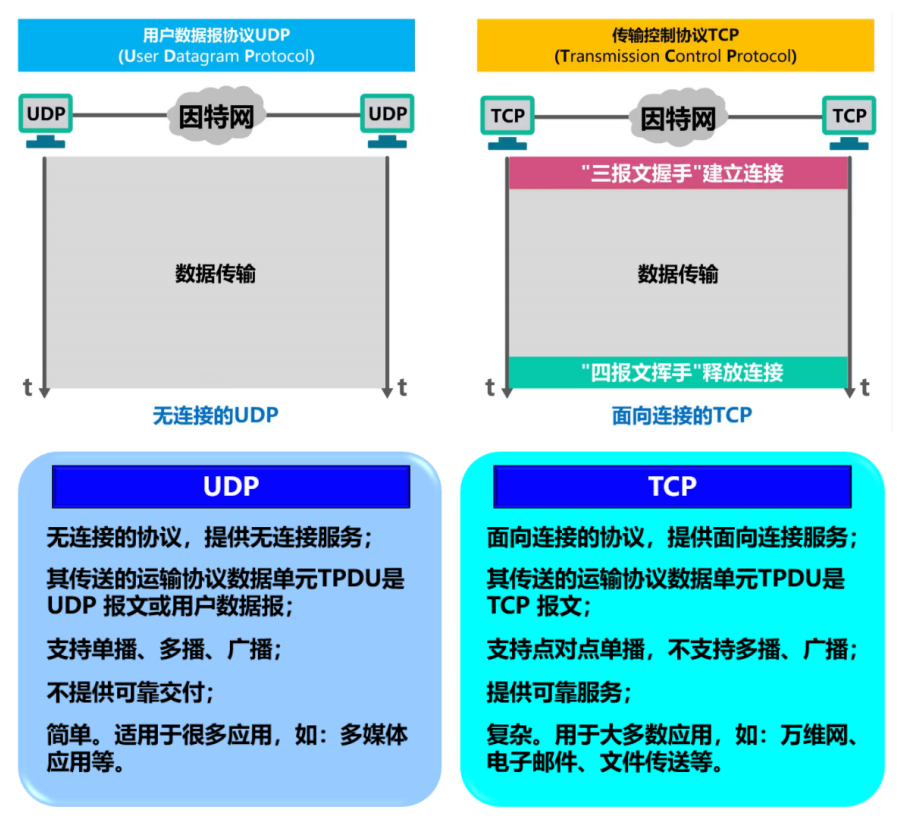 用户数据报协议UDP
(User Datagram Protocol)
UDP
因特网
UDP
数据传输
t
t
无连接的UDP
传输控制协议TCP
(Transmission Control Protocol)
TCP
因特网
TCP
"三报文握手"建立连接
数据传输
"四报文挥手"释放连接
t
t
面向连接的TCP
UDP
无连接的协议，提供无连接服务；
其传送的运输协议数据单元TPDU是
UDP 报文或用户数据报；
支持单播、多播、广播；
不提供可靠交付；
简单。适用于很多应用，如：多媒体
应用等。
TCP
面向连接的协议，提供面向连接服务；
其传送的运输协议数据单元TPDU是
TCP 报文；
支持点对点单播，不支持多播、广播；
提供可靠服务；
复杂。用于大多数应用，如：万维网、
电子邮件、文件传送等。